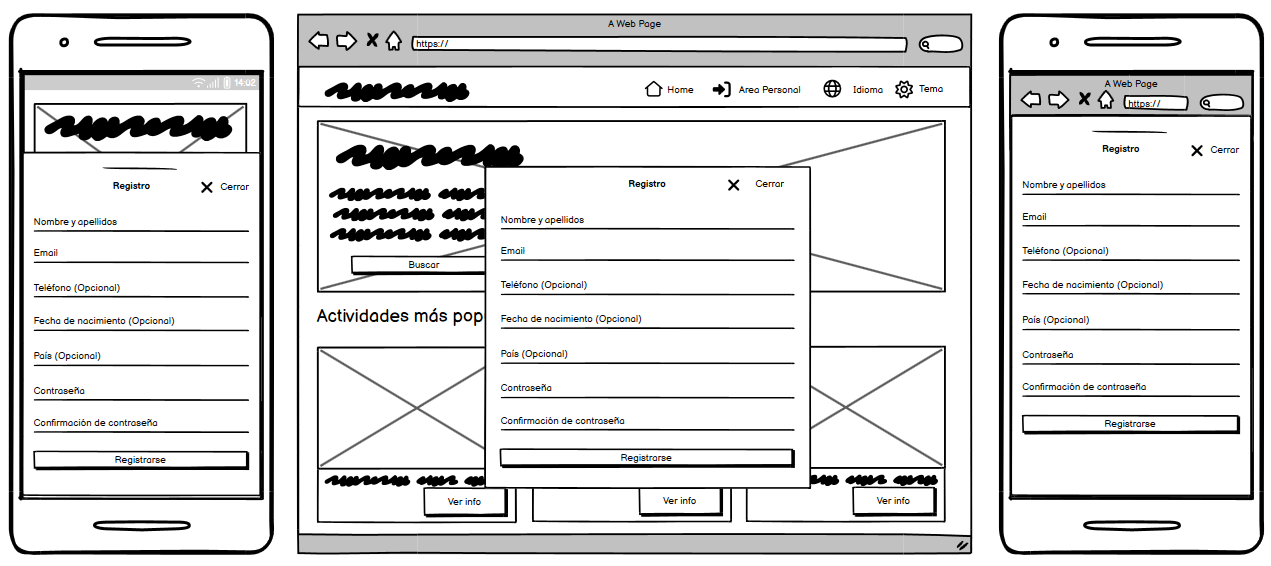 14:02
Registro
Cerrar
Nombre y apellidos
Email
Teléfono (Opcional)
Fecha de nacimiento (Opcional)
País (Opcional)
Contraseña
Confirmación de contraseña
Registrarse
A Web Page
https://
Home
Area Personal
Idioma
Tema
Buscar
Actividades más pop
Registro
Cerrar
Nombre y apellidos
Email
Teléfono (Opcional)
Fecha de nacimiento (Opcional)
País (Opcional)
Contraseña
Confirmación de contraseña
Registrarse
Ver info
Ver info
Ver info
A Web Page
https://
Registro
Cerrar
Nombre y apellidos
Email
Teléfono (Opcional)
Fecha de nacimiento (Opcional)
País (Opcional)
Contraseña
Confirmación de contraseña
Registrarse